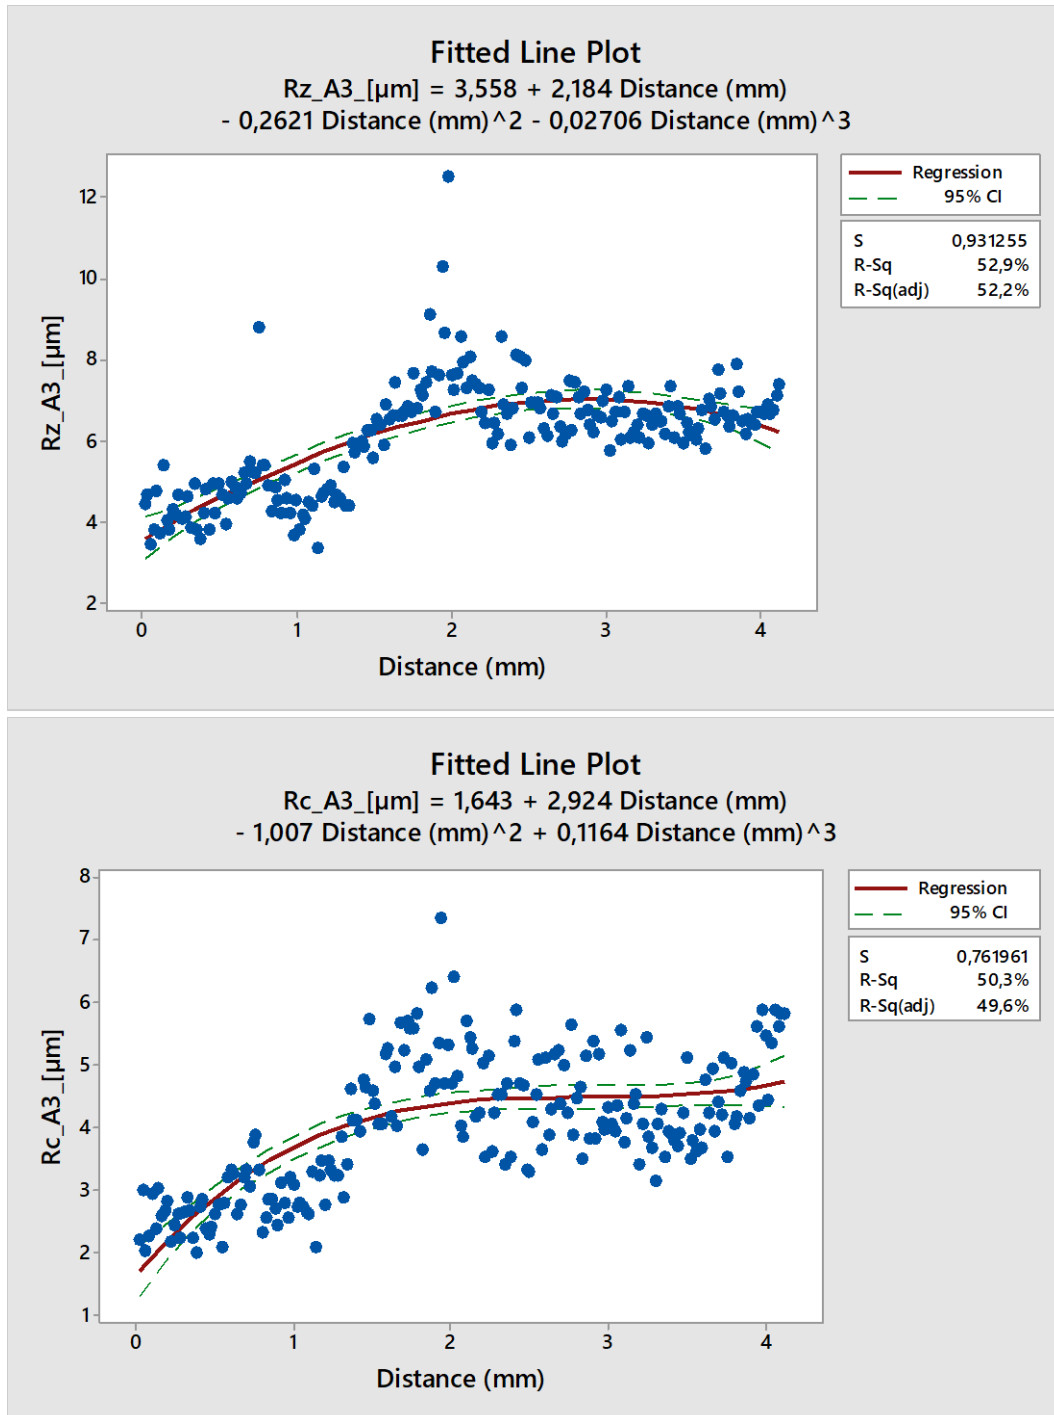 Fitted Line Plot
Rz_A3_[µm] = 3,558 + 2,184 Distance (mm)
- 0,2621 Distance (mm)^2 - 0,02706 Distance (mm)^3
Regression
95% CI
S 0,931255
R-Sq 52,9%
R-Sq(adj) 52,2%
Rz_A3_[µm]
12
10
8
6
4
2
0 1 2 3 4
Distance (mm)
Fitted Line Plot
Rc_A3_[µm] = 1,643 + 2,924 Distance (mm)
- 1,007 Distance (mm)^2 + 0,1164 Distance (mm)^3
Regression
95% CI
S 0,761961
R-Sq 50,3%
R-Sq(adj) 49,6%
Rc_A3_[µm]
8
7
6
5
4
3
2
1
0 1 2 3 4
Distance (mm)